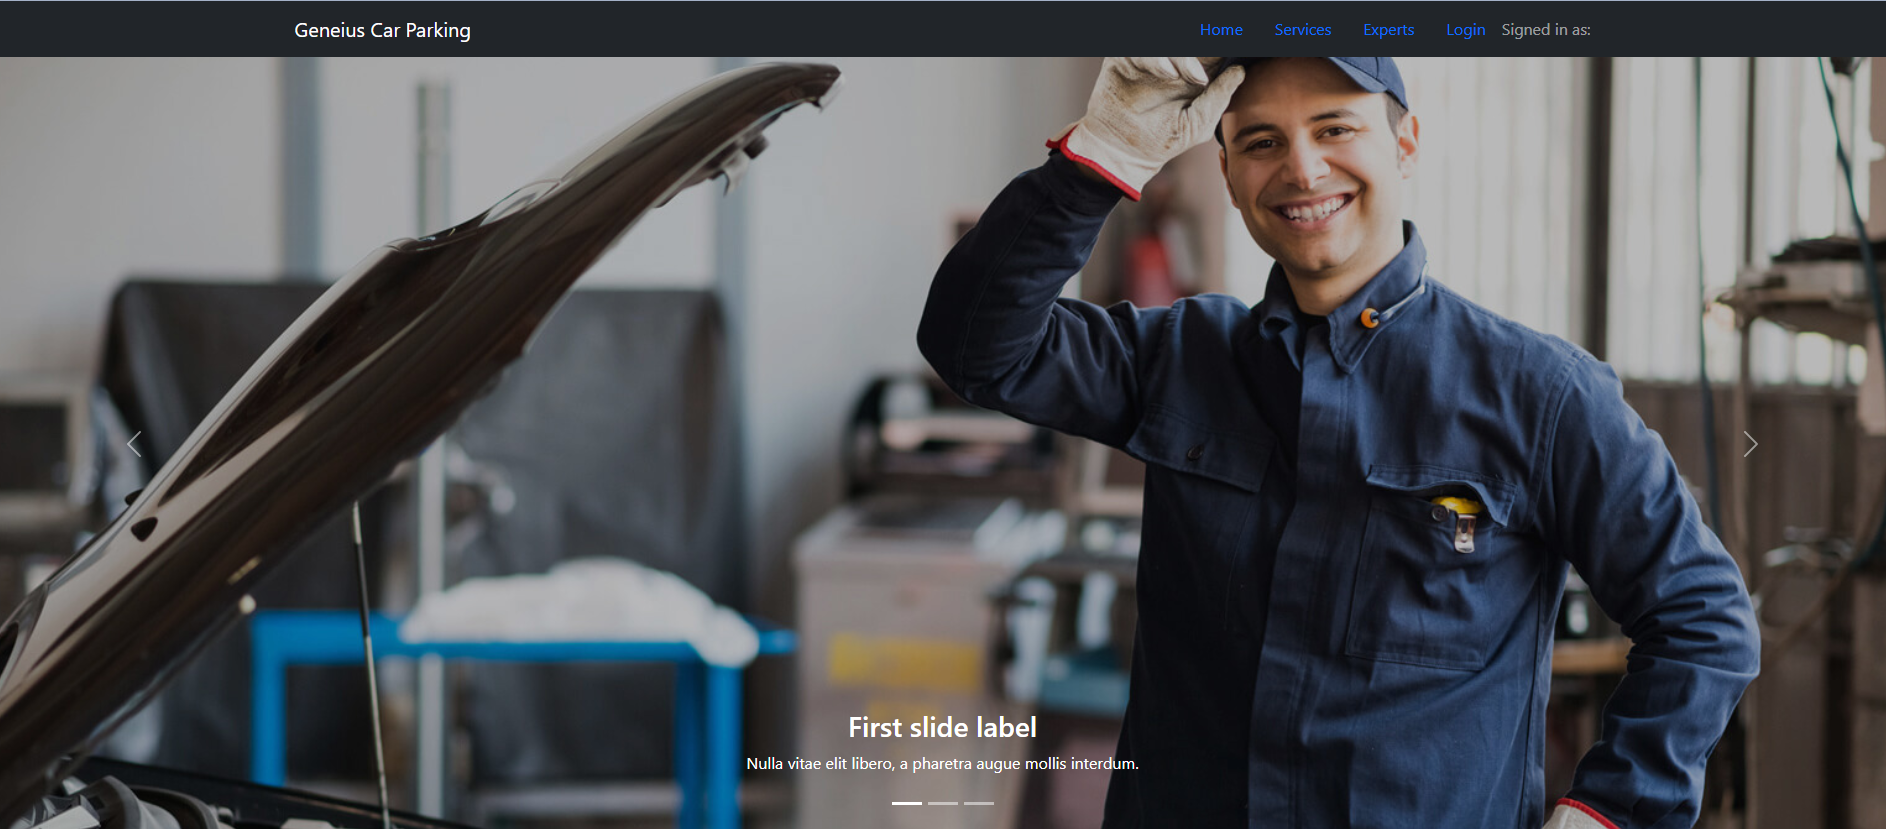 Geneius Car Parking
Home Services Experts Login Signed in as:
First slide label
Nulla vitae elit libero, a pharetra augue mollis interdum.